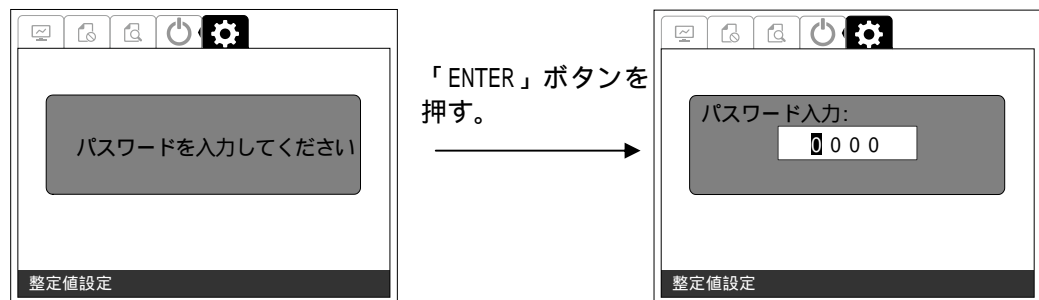 パスワードを入力してください
整定値設定
「ENTER」ボタンを
押す。
パスワード入力:
0000
整定値設定